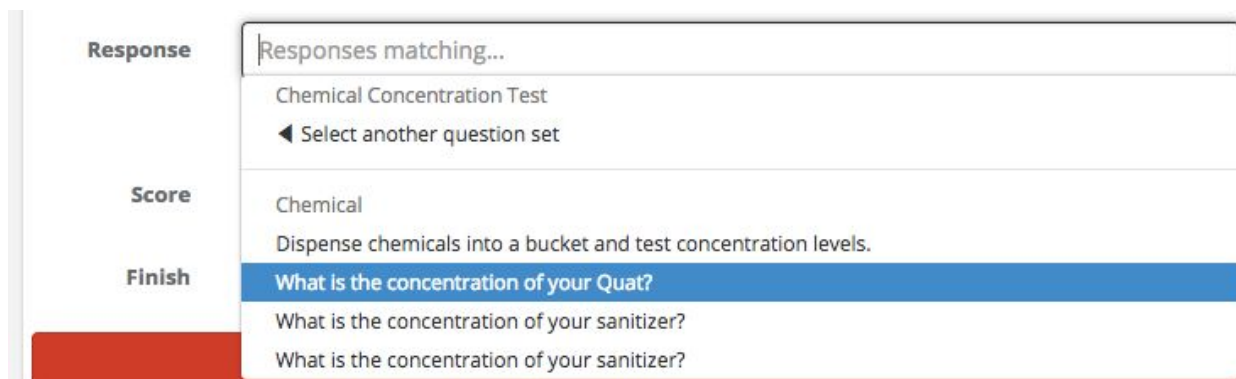 Response
Responses matching...
Chemical Concentration Test
◀ Select another question set
Score
Chemical
Dispense chemicals into a bucket and test concentration levels.
Finish
What is the concentration of your Quat?
What is the concentration of your sanitizer?
What is the concentration of your sanitizer?